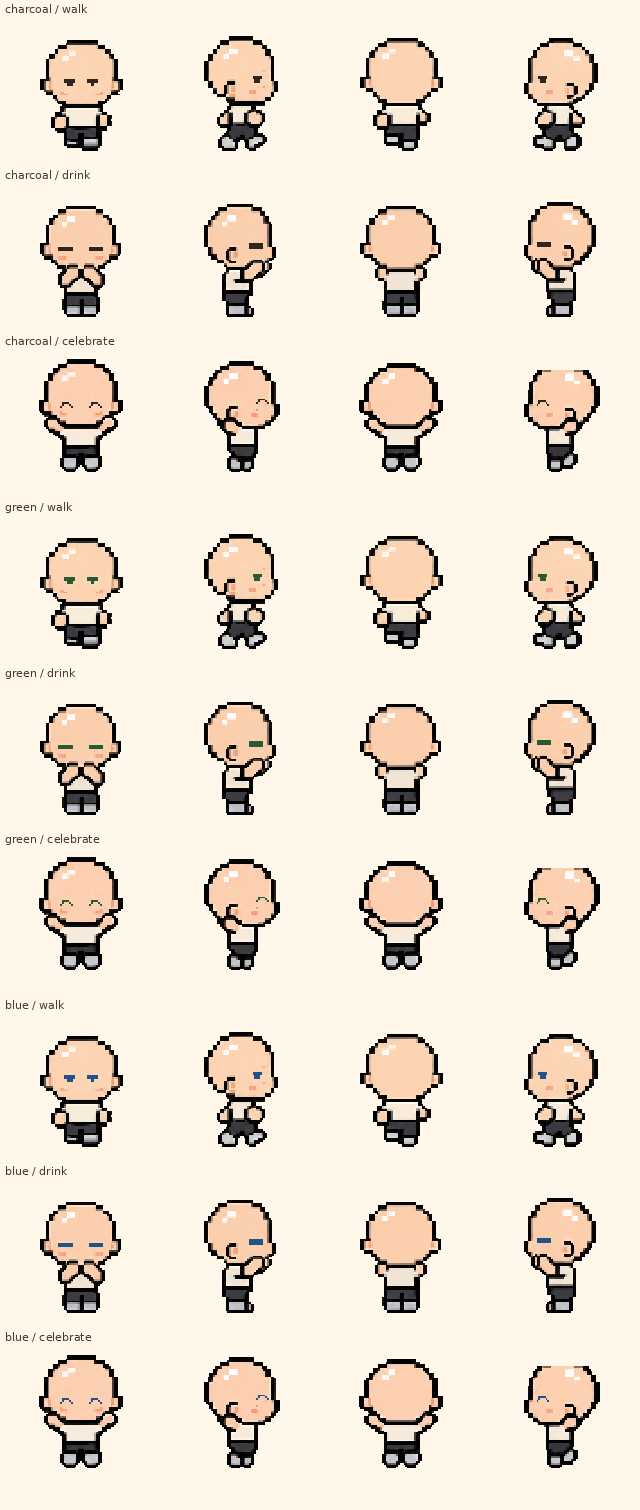 charcoal / walk
charcoal / drink
charcoal / celebrate
green / walk
green / drink
green / celebrate
blue / walk
blue / drink
blue / celebrate